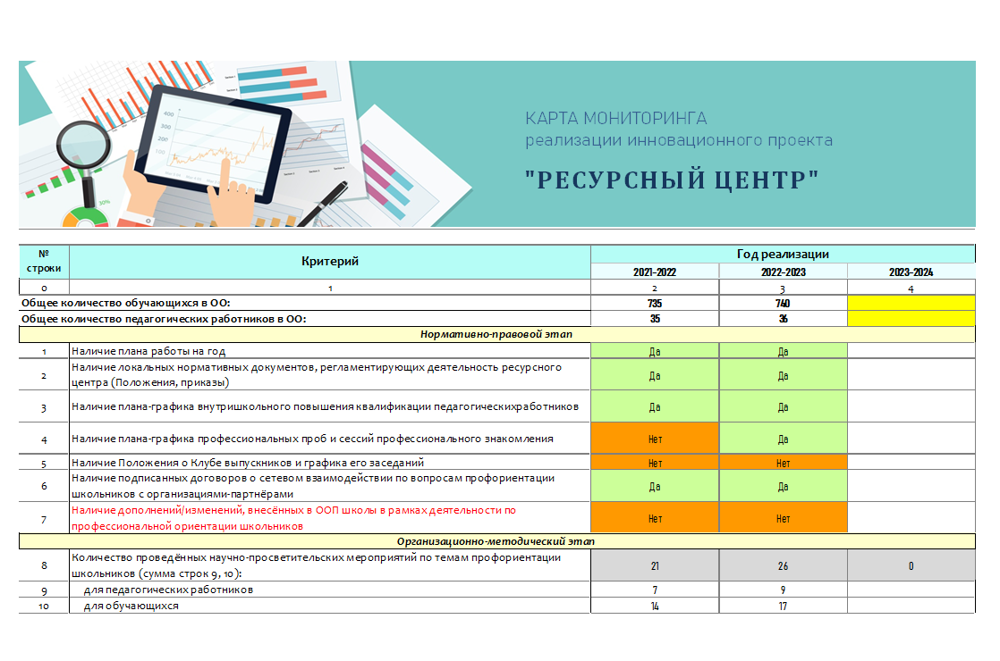 КАРТА МОНИТОРИНГА
реализации инновационного проекта
"РЕСУРСНЫЙ ЦЕНТР"
400
300
200
100
30%
№ строки Критерий Год реализации
2021-2022 2022-2023 2023-2024
0 1 2 3 4
Общее количество обучающихся в ОО: 735 740
Общее количество педагогических работников в ОО: 35 36
Нормативно-правовой этап
1 Наличие плана работы на год Да Да
2 Наличие локальных нормативных документов, регламентирующих деятельность ресурсного
центра (Положения, приказы) Да Да
3 Наличие плана-графика внутришкольного повышения квалификации педагогическихработников Да Да
4 Наличие плана-графика профессиональных проб и сессий профессионального знакомления Нет Да
5 Наличие Положения о Клубе выпускников и графика его заседаний Нет Нет
6 Наличие подписанных договоров о сетевом взаимодействии по вопросам профориентации
школьников с организациями-партнёрами Да Да
7 Наличие дополнений/изменений, внесённых в ООП школы в рамках деятельности по
профессиональной ориентации школьников Нет Нет
Организационно-методический этап
8 Количество проведённых научно-просветительских мероприятий по темам профориентации
школьников (сумма строк 9, 10): 21 26 0
9 для педагогических работников 7 9
10 для обучающихся 14 17